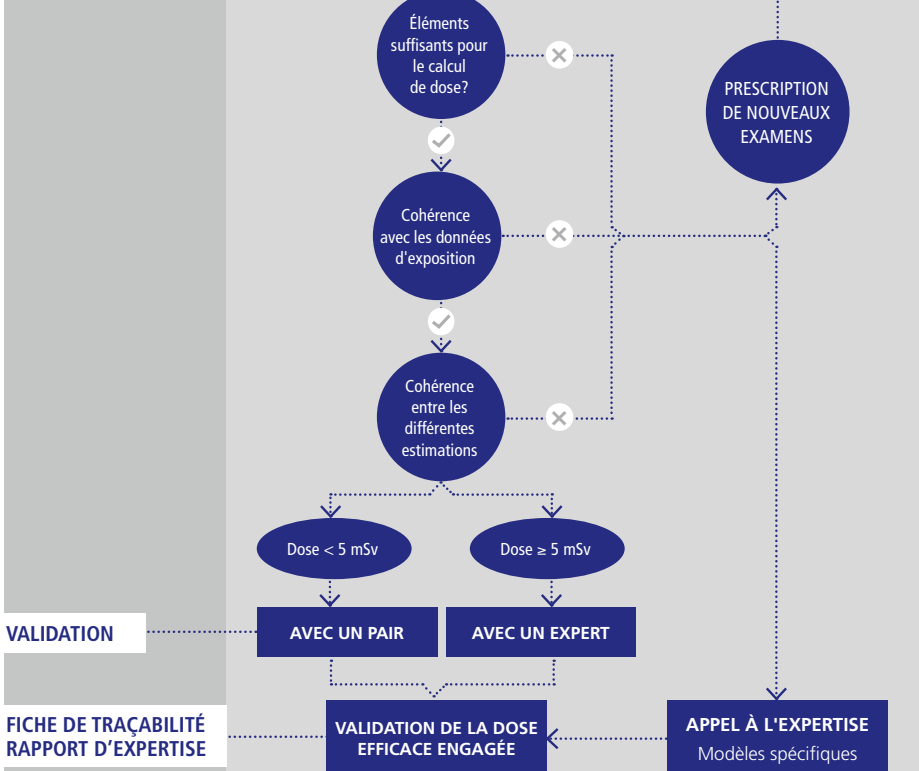 Éléments
suffisants pour
le calcul
de dose?
PRESCRIPTION
DE NOUVEAUX
EXAMENS
Cohérence
avec les données
d'exposition
Cohérence
entre les
différentes
estimations
Dose < 5 mSv
Dose ≥ 5 mSv
VALIDATION
AVEC UN PAIR
AVEC UN EXPERT
FICHE DE TRAÇABILITÉ
RAPPORT D’EXPERTISE
VALIDATION DE LA DOSE
EFFICACE ENGAGÉE
APPEL À L'EXPERTISE
Modèles spécifiques